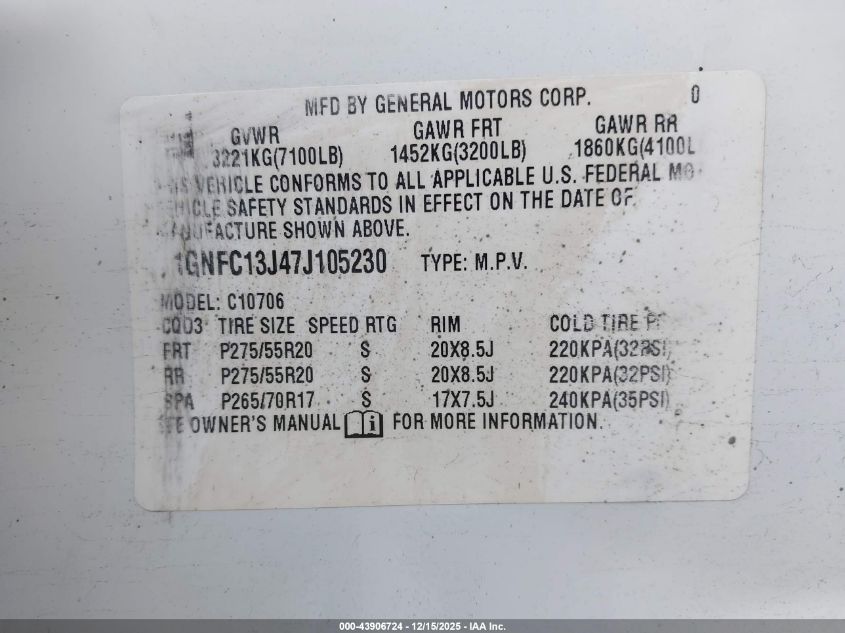 MFD BY GENERAL MOTORS CORP. 0
GVWR GAWR FRT GAWR RR
3221KG(7100LB) 1452KG(3200LB) 1860KG(4100L
VEHICLE CONFORMS TO ALL APPLICABLE U.S. FEDERAL MO
HICLE SAFETY STANDARDS IN EFFECT ON THE DATE OF
MANUFACTURE SHOWN ABOVE.
1GNFC13J47J105230 TYPE: M.P.V.
MODEL: C10706
TIRE SIZE SPEED RTG RIM COLD TIRE P
FRT P275/55R20 S 20X8.5J 220KPA(32PSI)
RR P275/55R20 S 20X8.5J 220KPA(32PSI)
SPA P265/70R17 S 17X7.5J 240KPA(35PSI)
EE OWNER'S MANUAL FOR MORE INFORMATION.
000-43906724 - 12/15/2025 - IAA Inc.